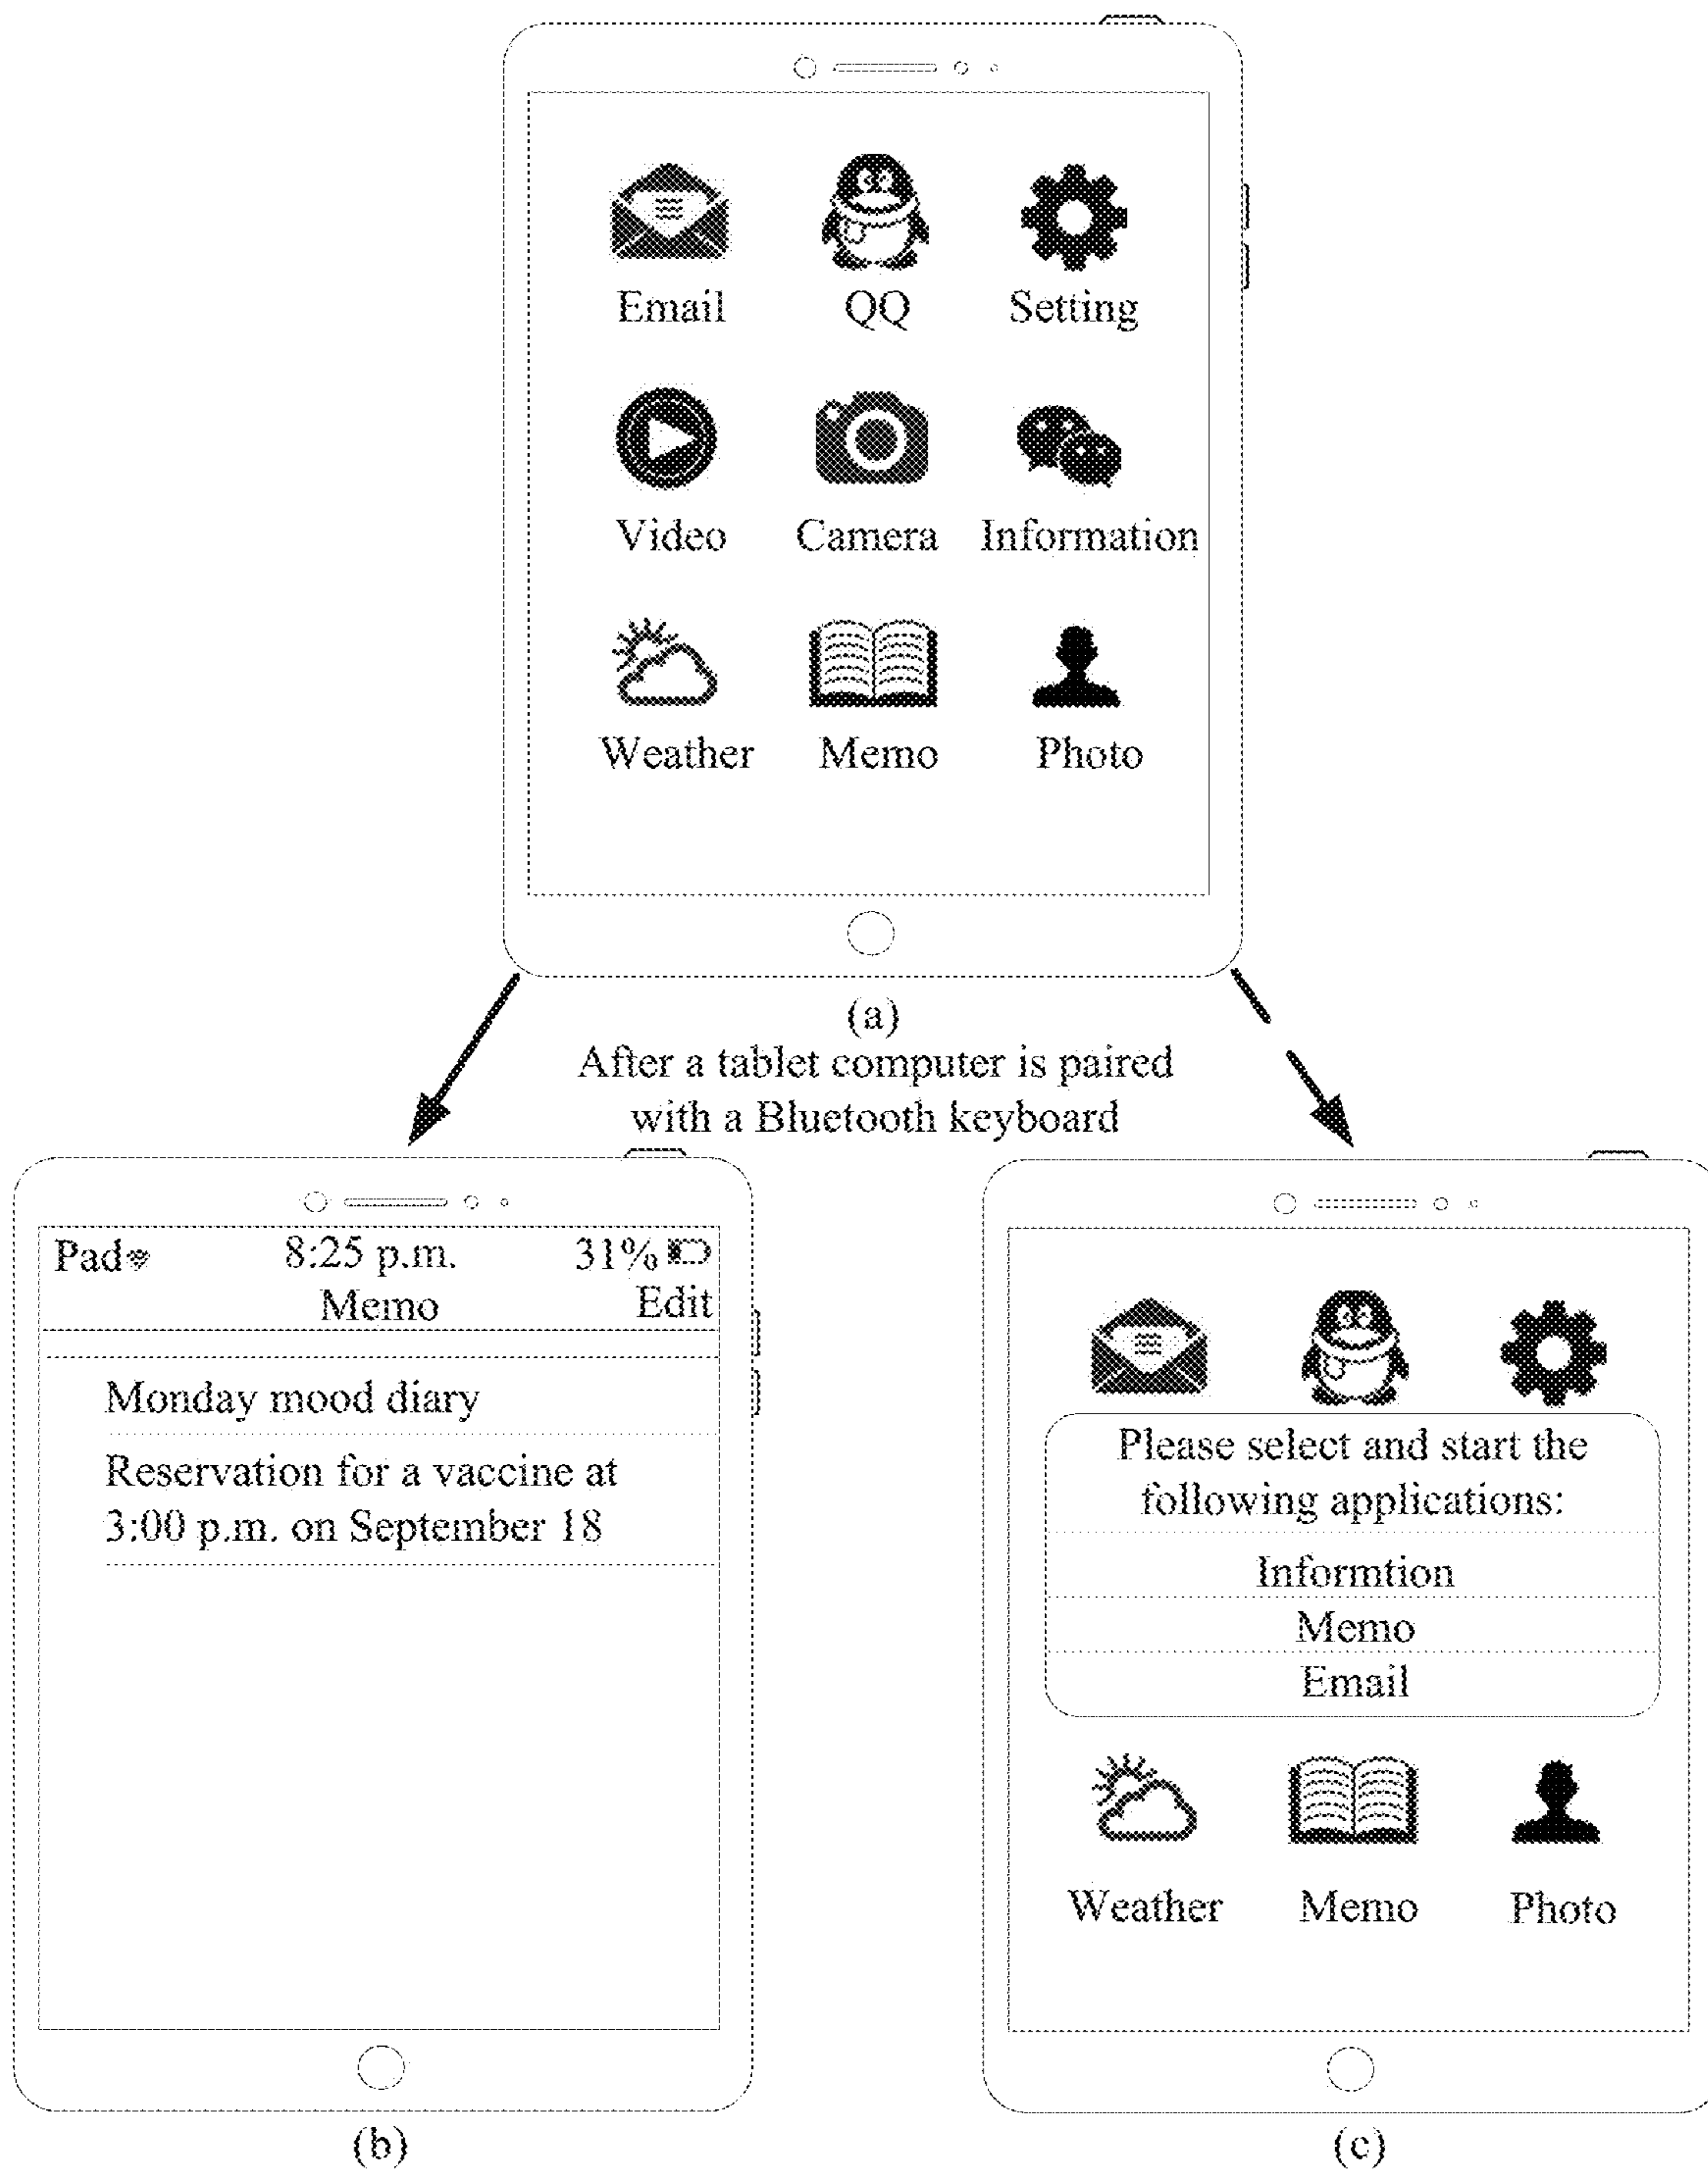 Email QQ Setting
Video Camera Information
Weather Memo Photo
(a)
After a tablet computer is paired
with a Bluetooth keyboard
Pad 8:25 p.m. 31%
Memo Edit
Monday mood diary
Reservation for a vaccine at
3:00 p.m. on September 18
(b)
Please select and start the
following applications:
Informtion
Memo
Email
Weather Memo Photo
(c)